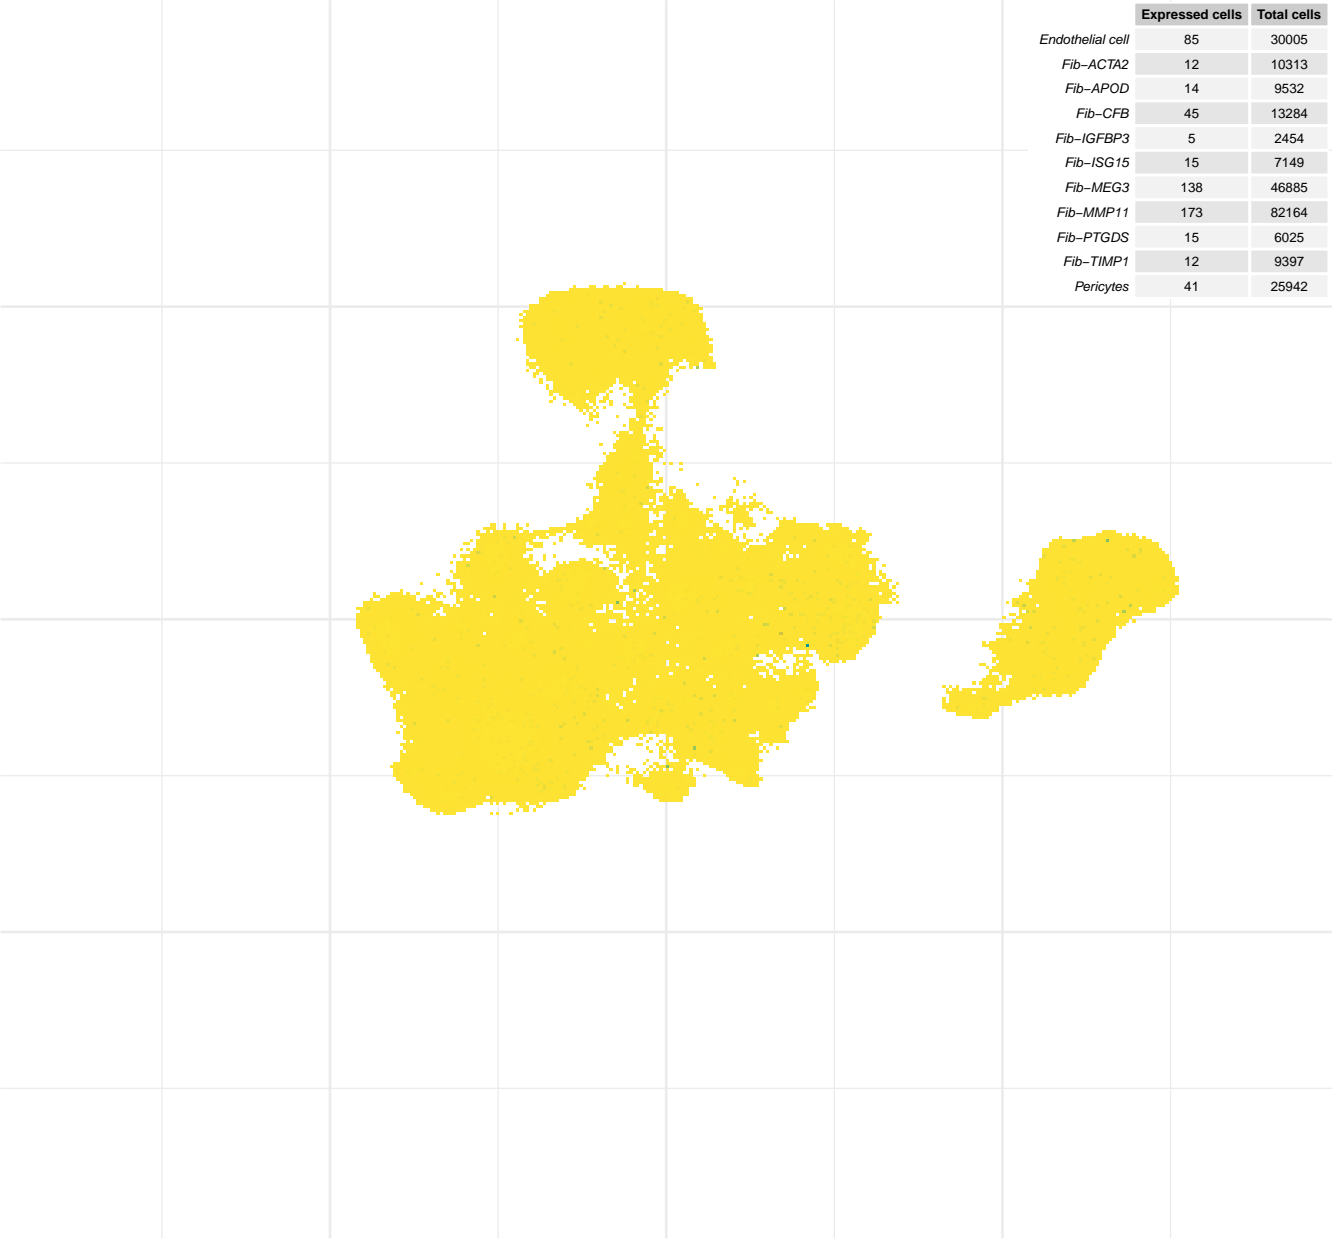 Expressed cells Total cells
Endothelial cell 85 30005
Fib−ACTA2 12 10313
Fib−APOD 14 9532
Fib−CFB 45 13284
Fib−IGFBP3 5 2454
Fib−ISG15 15 7149
Fib−MEG3 138 46885
Fib−MMP11 173 82164
Fib−PTGDS 15 6025
Fib−TIMP1 12 9397
Pericytes 41 25942